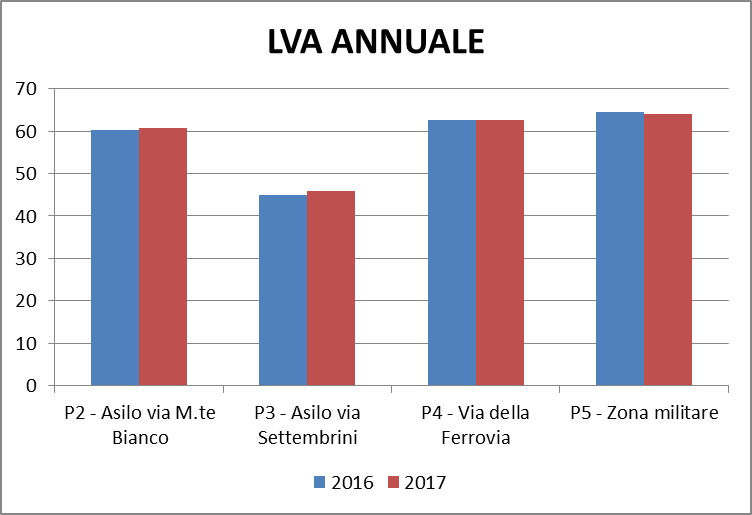 LVA ANNUALE
70
60
50
40
30
20
10
0
P2 - Asilo via M.te
Bianco
P3 - Asilo via
Settembrini
P4 - Via della
Ferrovia
P5 - Zona militare
2016
2017